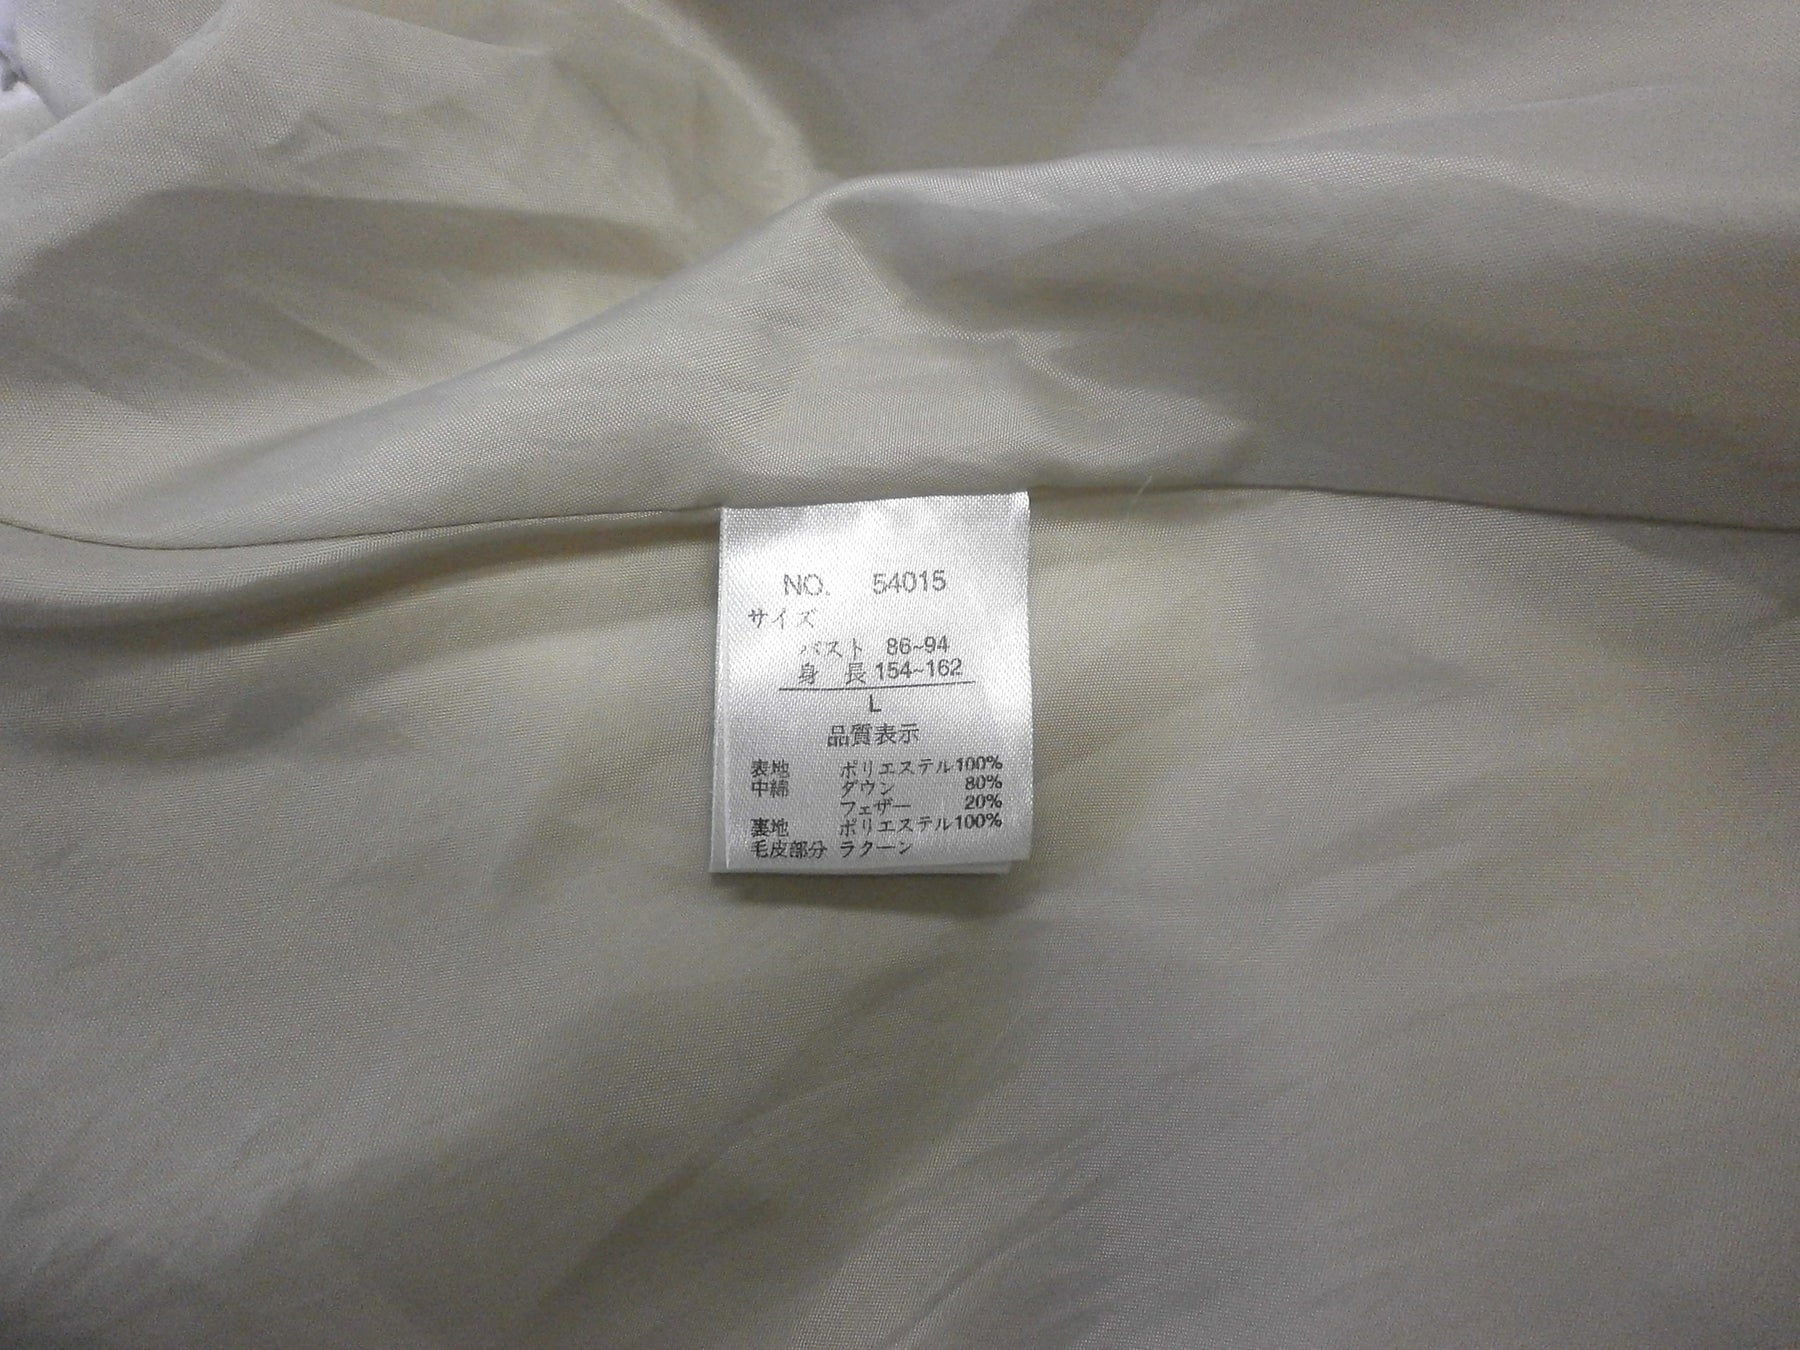 NO. 54015
サイズ
バスト 86~94
身 長 154~162
L
品質表示
表地 ポリエステル100%
中綿 ダウン 80%
フェザー 20%
裏地 ポリエステル100%
毛皮部分 ラクーン